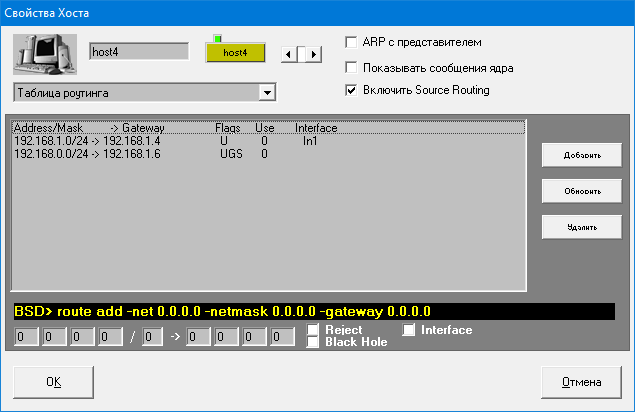 Свойства Хоста
host4
host4
ARP с представителем
Показывать сообщения ядра
Включить Source Routing
Таблица роутинга
Address/Mask -> Gateway Flags Use Interface
192.168.1.0/24 -> 192.168.1.4 U 0 ln1
192.168.0.0/24 -> 192.168.1.6 UGS 0
Добавить
Обновить
Удалить
BSD> route add -net 0.0.0.0 -netmask 0.0.0.0 -gateway 0.0.0.0
0 0 0 0 / 0 -> 0 0 0 0 Reject Interface
Black Hole
OK
Отмена